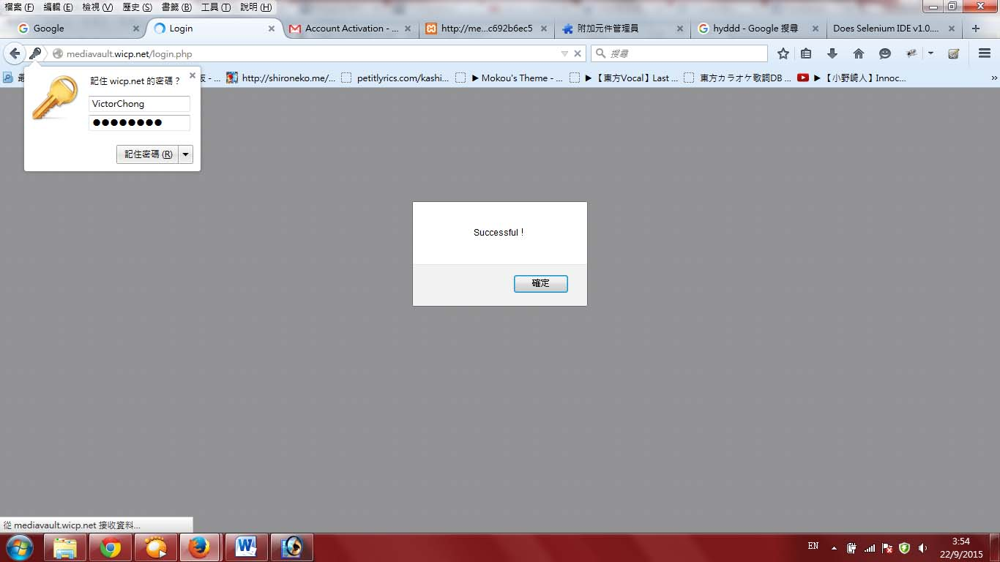 檔案 (F) 編輯 (E) 檢視 (V) 歷史 (S) 書籤 (B) 工具 (T) 說明 (H)
Google Login Account Activation - ... http://me...c692b6ec5 附加元件管理員 hyddd - Google 搜尋 Does Selenium IDE v1.0....
mediavault.wicp.net/login.php 搜尋
版 - ... http://shironeko.me/... petitlyrics.com/kashi... ▶ Mokou's Theme - ... ▶【東方Vocal】Last ... 東方カラオケ歌詞DB ... ▶【小野崎人】Innoc...
記住 wicp.net 的密碼？
VictorChong
●●●●●●●●
記住密碼 (R)
Successful！
確定
從 mediavault.wicp.net 接收資料...
EN
3:54
22/9/2015